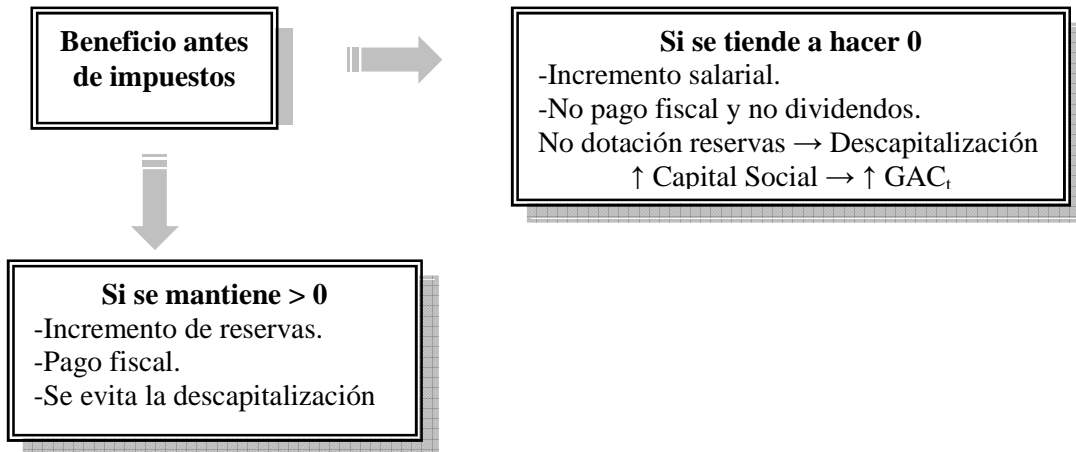 Beneficio antes
de impuestos
Si se tiende a hacer 0
-Incremento salarial.
-No pago fiscal y no dividendos.
No dotación reservas → Descapitalización
↑ Capital Social → ↑ GACt
Si se mantiene > 0
-Incremento de reservas.
-Pago fiscal.
-Se evita la descapitalización